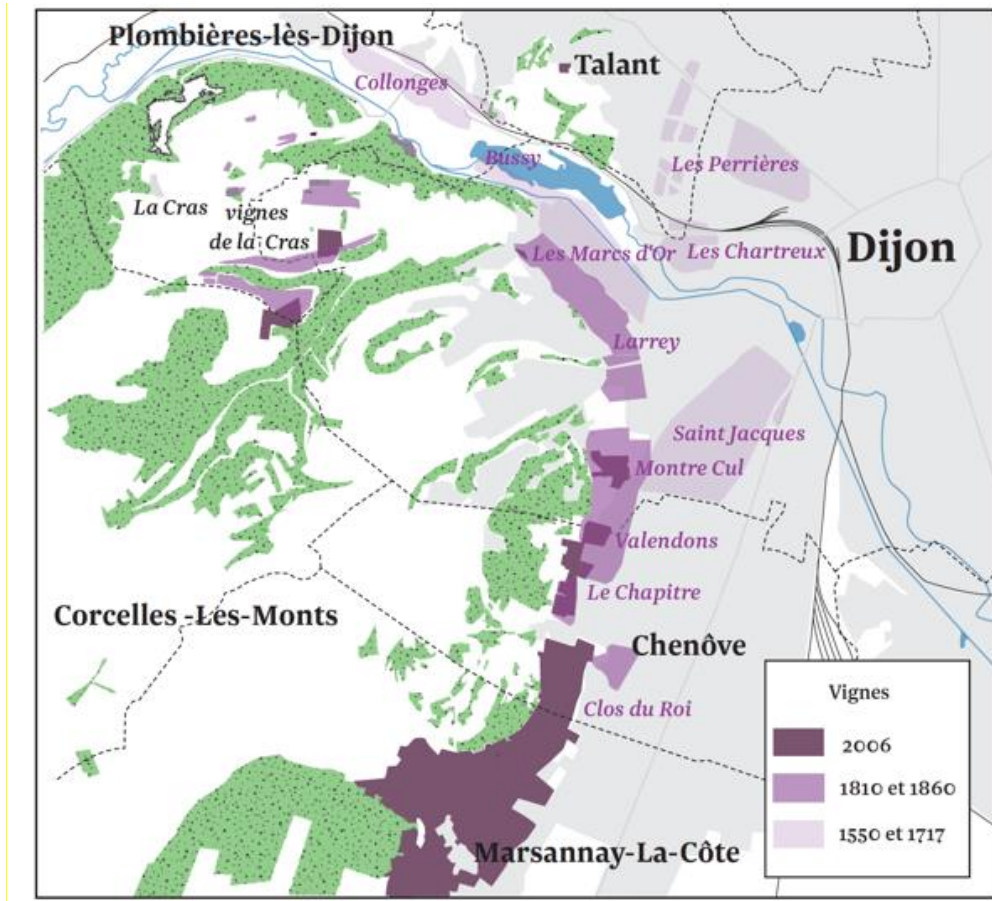 Plombières-lès-Dijon
Talant
Collonges
Bussy
Les Perrières
La Cras
vignes
de la Cras
Les Marcs d'Or
Les Chartreux
Dijon
Larrey
Saint Jacques
Montre Cul
Valendons
Le Chapitre
Corcelles -Les-Monts
Chenôve
Clos du Roi
Vignes
2006
1810 et 1860
1550 et 1717
Marsannay-La-Côte